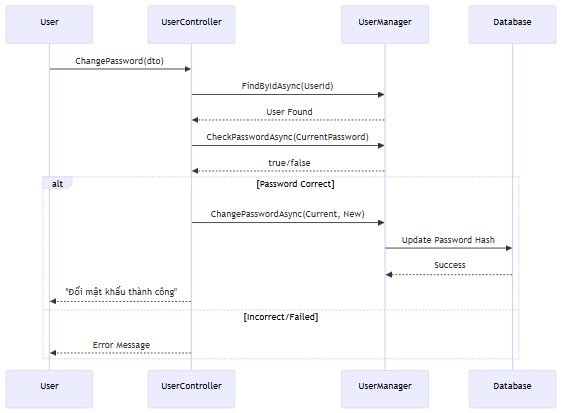 User
UserController
UserManager
Database
ChangePassword(dto)
FindByIdAsync(UserId)
User Found
CheckPasswordAsync(CurrentPassword)
true/false
alt
[Password Correct]
ChangePasswordAsync(Current, New)
Update Password Hash
Success
"Đổi mật khẩu thành công"
[Incorrect/Failed]
Error Message
User
UserController
UserManager
Database